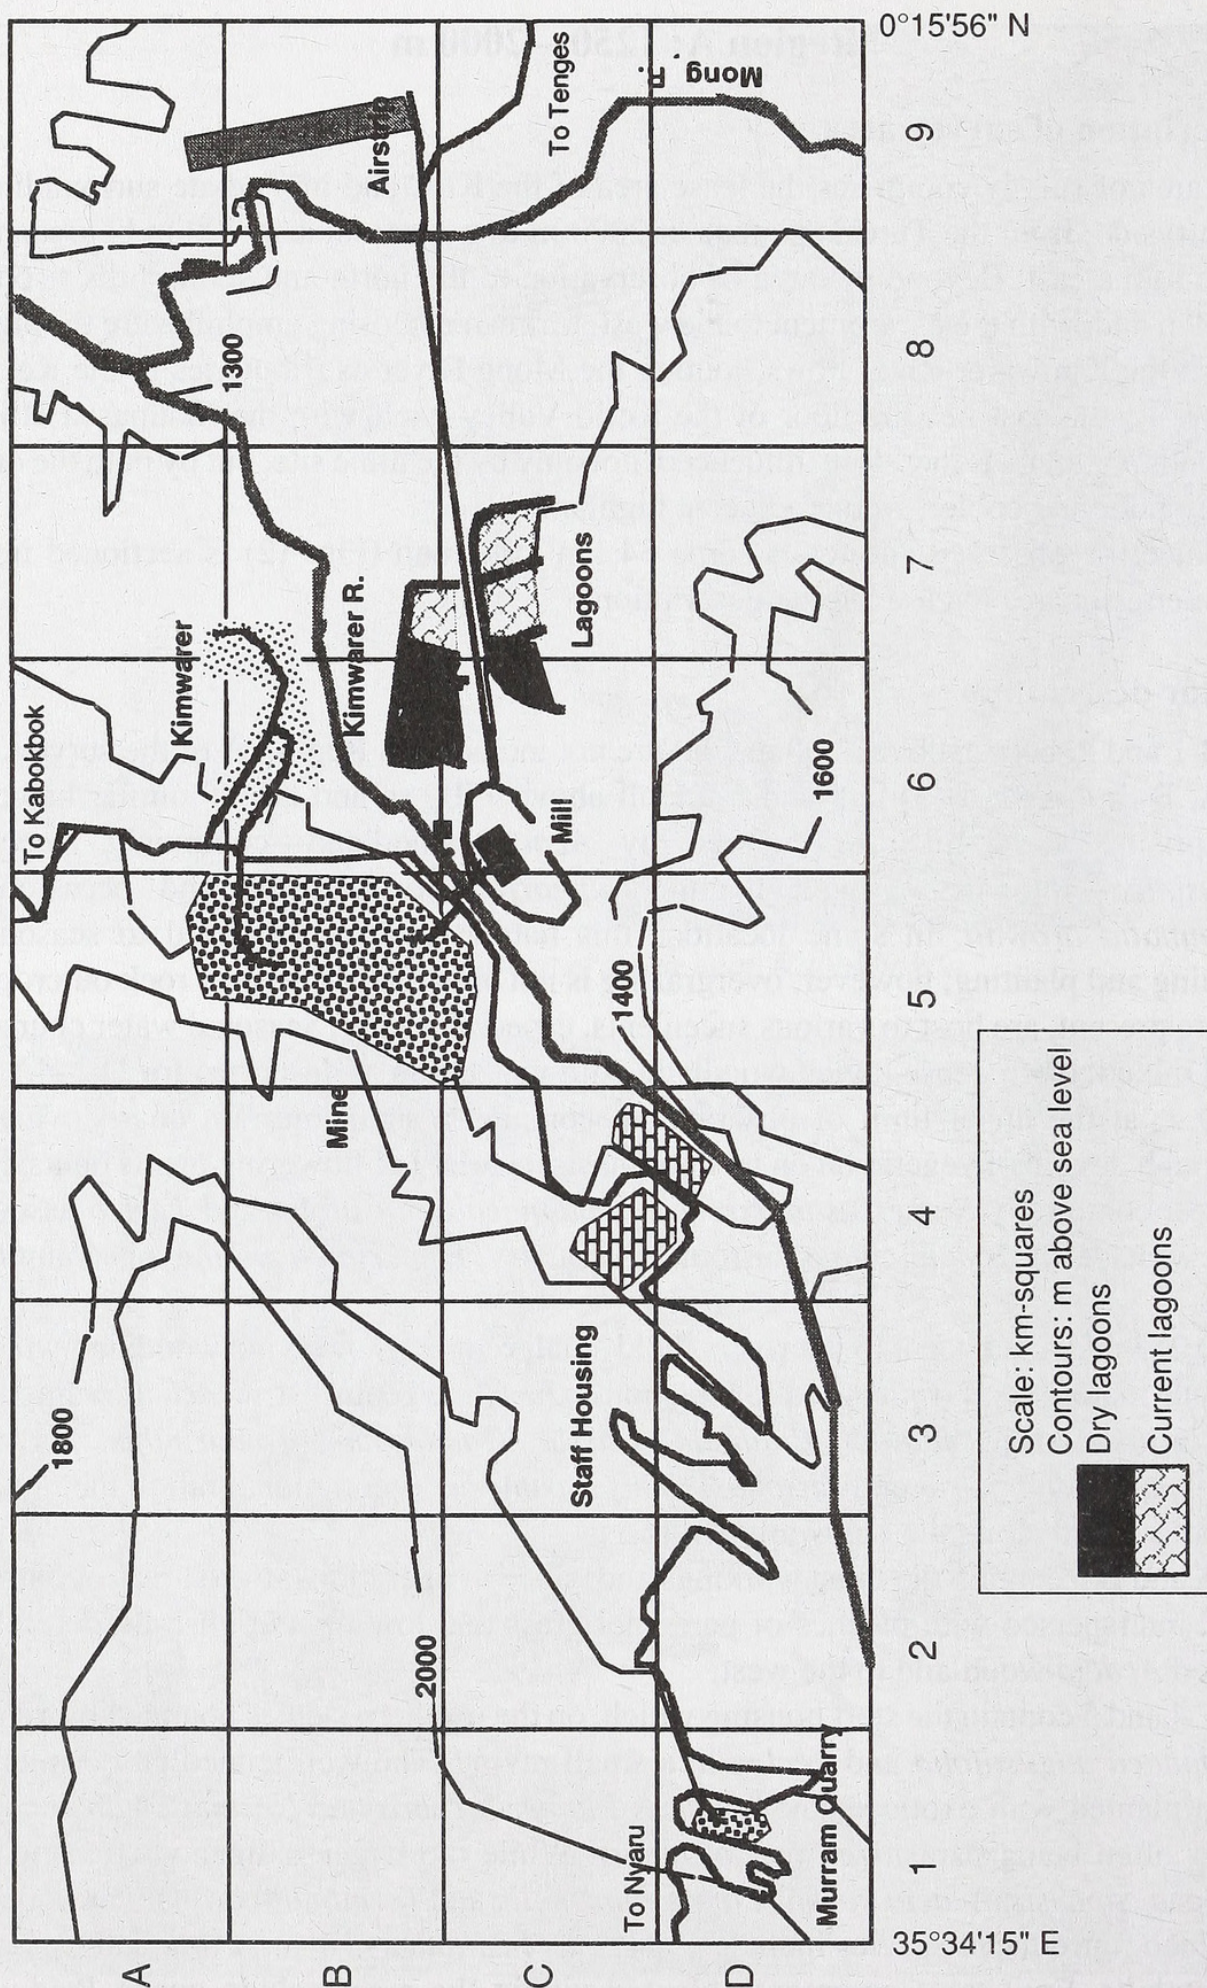 0°15'56" N
To Tenges
Mong R.
Airstrip
9
8
1300
7
Lagoons
Kimwarer R.
Kimwarer
To Kabokbok
6
Mill
1600
1400
5
Mine
4
Staff Housing
3
1800
2000
2
To Nyaru
Murram Quarry
1
35°34'15" E
A
B
C
D
Scale: km-squares
Contours: m above sea level
Dry lagoons
Current lagoons